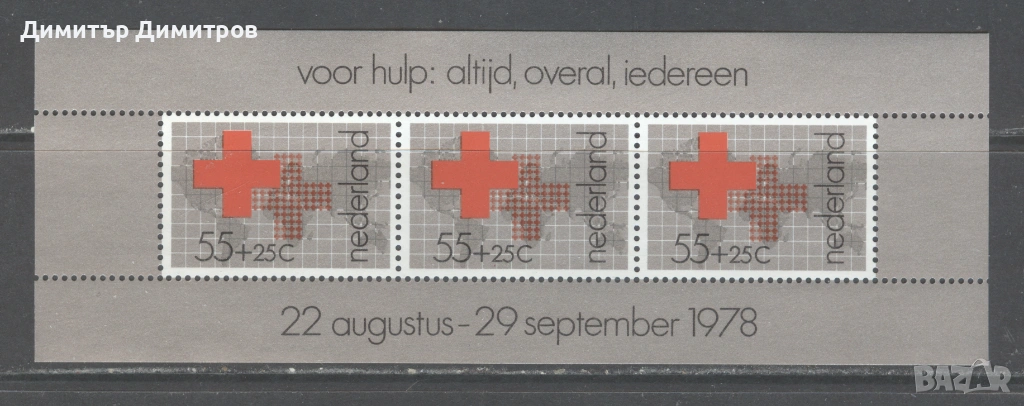 Димитър Димитров
voor hulp: altijd, overal, iedereen
55+25c nederland
55+25c nederland
55+25c nederland
22 augustus-29 september 1978
BAZAR